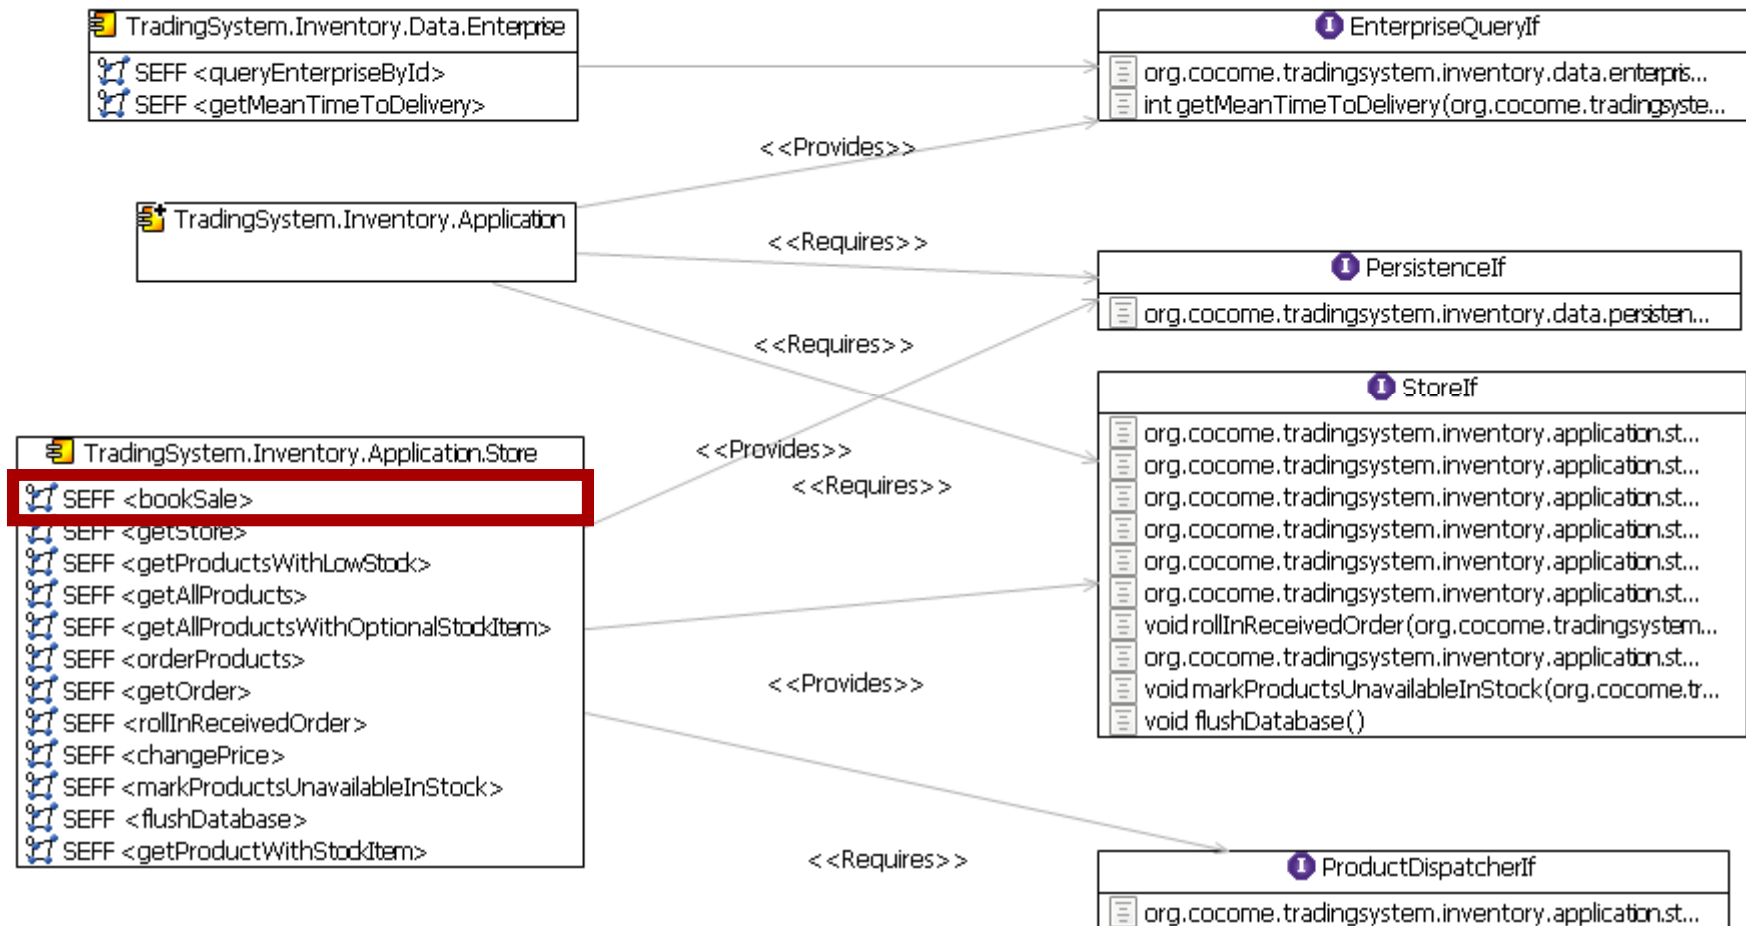 TradingSystem.Inventory.Data.Enterprise
SEFF <queryEnterpriseById>
SEFF <getMeanTimeToDelivery>
I EnterpriseQueryIf
org.cocome.tradingsystem.inventory.data.enterpris...
int getMeanTimeToDelivery(org.cocome.tradingsyste...
<<Provides>>
TradingSystem.Inventory.Application
<<Requires>>
I PersistenceIf
org.cocome.tradingsystem.inventory.data.persisten...
<<Requires>>
I StoreIf
org.cocome.tradingsystem.inventory.application.st...
org.cocome.tradingsystem.inventory.application.st...
org.cocome.tradingsystem.inventory.application.st...
org.cocome.tradingsystem.inventory.application.st...
org.cocome.tradingsystem.inventory.application.st...
org.cocome.tradingsystem.inventory.application.st...
void rollInReceivedOrder(org.cocome.tradingsystem...
org.cocome.tradingsystem.inventory.application.st...
void markProductsUnavailableInStock(org.cocome.tr...
void flushDatabase()
TradingSystem.Inventory.Application.Store
SEFF <bookSale>
SEFF <getStore>
SEFF <getProductsWithLowStock>
SEFF <getAllProducts>
SEFF <getAllProductsWithOptionalStockItem>
SEFF <orderProducts>
SEFF <getOrder>
SEFF <rollInReceivedOrder>
SEFF <changePrice>
SEFF <markProductsUnavailableInStock>
SEFF <flushDatabase>
SEFF <getProductWithStockItem>
<<Provides>>
<<Requires>>
<<Provides>>
<<Requires>>
I ProductDispatcherIf
org.cocome.tradingsystem.inventory.application.st...